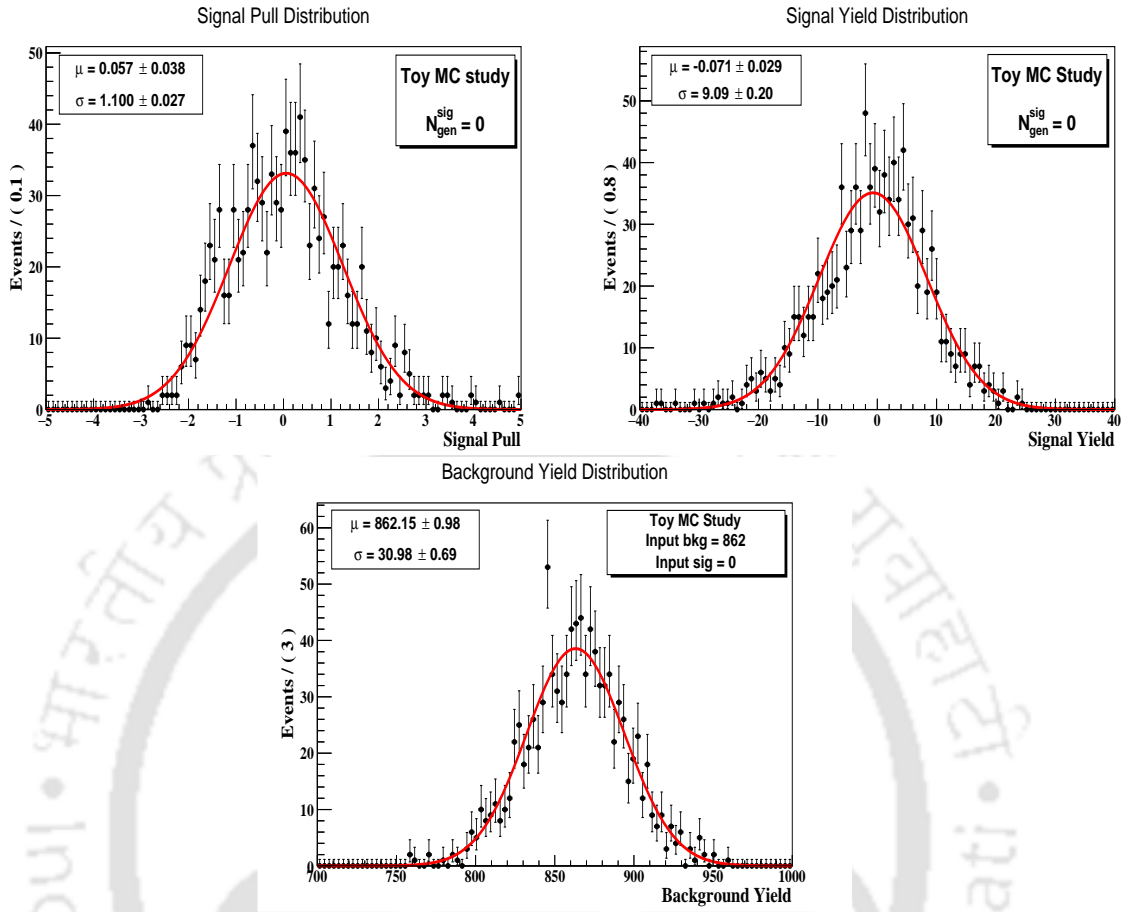 Signal Pull Distribution
μ = 0.057 ± 0.038
σ = 1.100 ± 0.027
Toy MC study
N^sig_gen = 0
Events / ( 0.1 )
50
40
30
20
10
0
−5 −4 −3 −2 −1 0 1 2 3 4 5
Signal Pull
Signal Yield Distribution
μ = -0.071 ± 0.029
σ = 9.09 ± 0.20
Toy MC Study
N^sig_gen = 0
Events / ( 0.8 )
50
40
30
20
10
0
−40 −30 −20 −10 0 10 20 30 40
Signal Yield
Background Yield Distribution
μ = 862.15 ± 0.98
σ = 30.98 ± 0.69
Toy MC Study
Input bkg = 862
Input sig = 0
Events / ( 3 )
60
50
40
30
20
10
0
700 750 800 850 900 950 1000
Background Yield
भारतीय